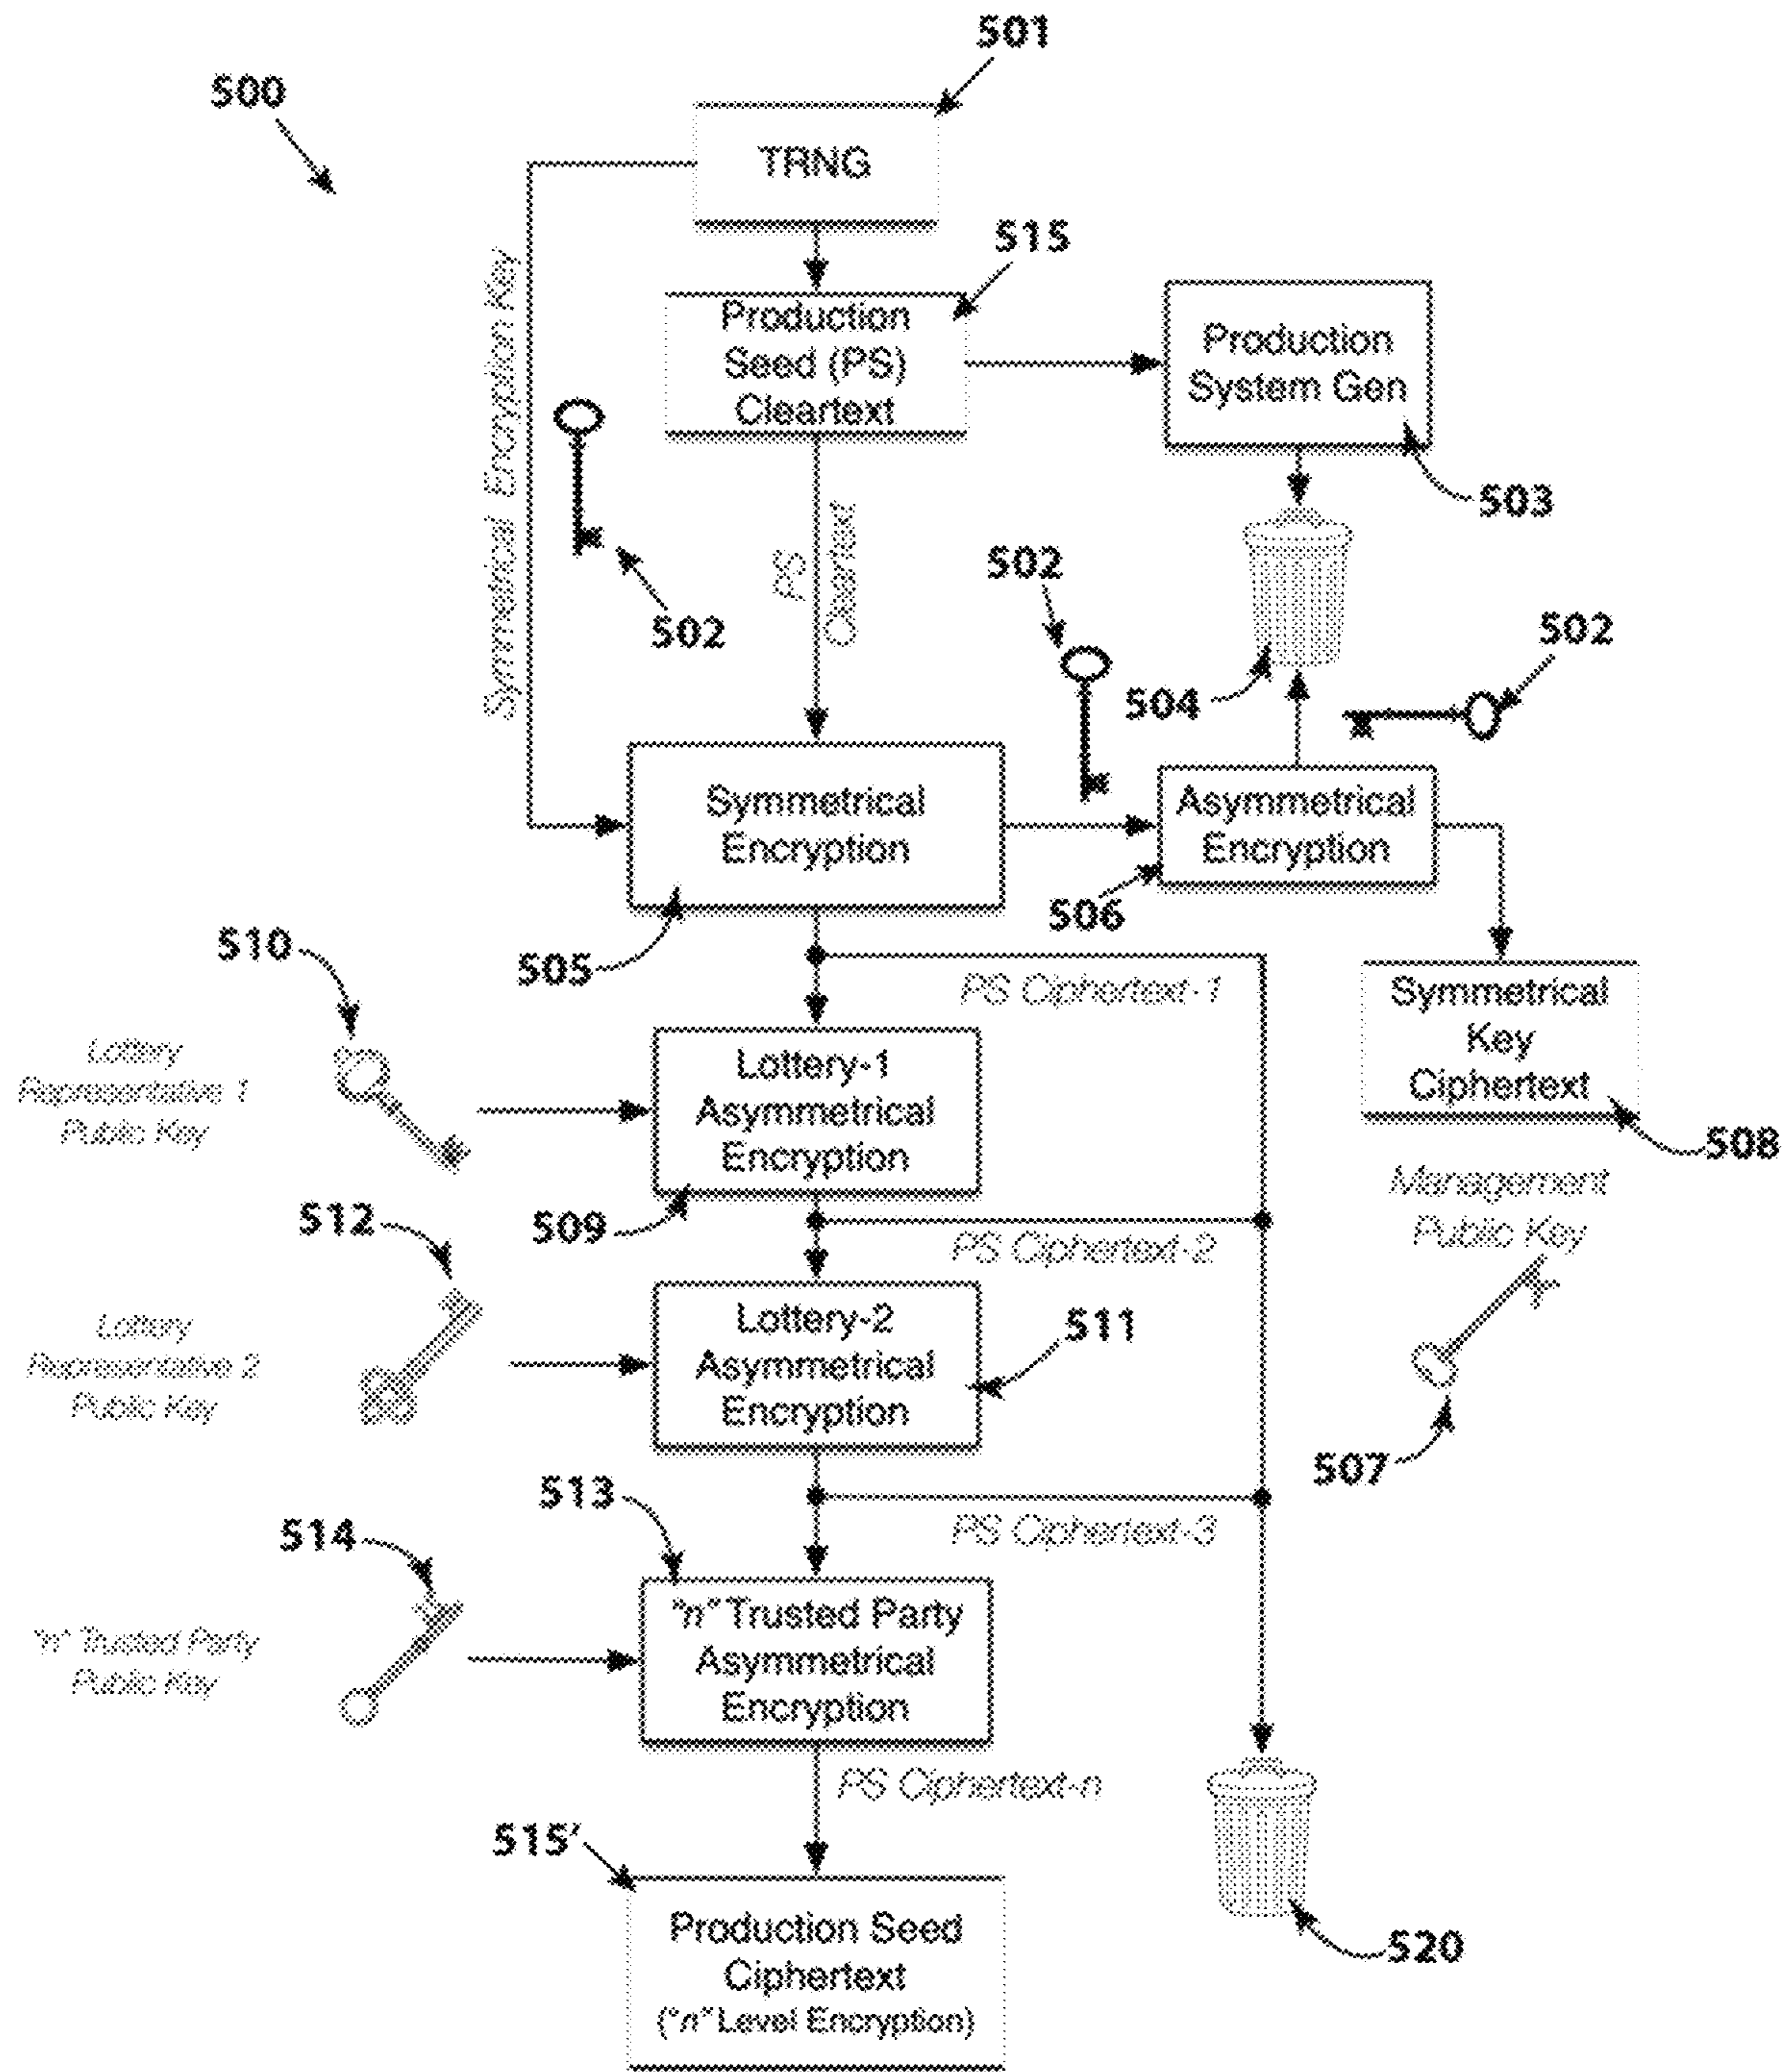 501
500
TRNG
515
Production
Seed (PS)
Cleartext
Production
System Gen
503
Symmetrical Encryption Key
PS
Cleartext
502
502
504
502
Symmetrical
Encryption
Asymmetrical
Encryption
506
510
505
PS Ciphertext-1
Symmetrical
Key
Ciphertext
508
Lottery
Representative 1
Public Key
Lottery-1
Asymmetrical
Encryption
Management
Public Key
512
509
PS Ciphertext-2
Lottery
Representative 2
Public Key
Lottery-2
Asymmetrical
Encryption
511
507
513
514
PS Ciphertext-3
"n" Trusted Party
Public Key
"n" Trusted Party
Asymmetrical
Encryption
PS Ciphertext-n
515'
Production Seed
Ciphertext
("n" Level Encryption)
520